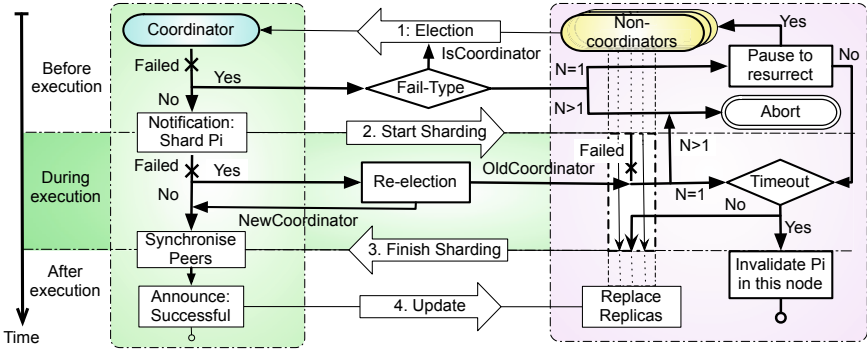 Coordinator
1: Election
Non-
coordinators
Yes
IsCoordinator
No
Before
execution
Failed
Yes
Fail-Type
N=1
Pause to
resurrect
No
N>1
Abort
Notification:
Shard Pi
2. Start Sharding
Failed
N>1
During
execution
Failed
Yes
Re-election
OldCoordinator
N=1
Timeout
No
NewCoordinator
No
Yes
Synchronise
Peers
3. Finish Sharding
After
execution
Invalidate Pi
in this node
Announce:
Successful
4. Update
Replace
Replicas
Time